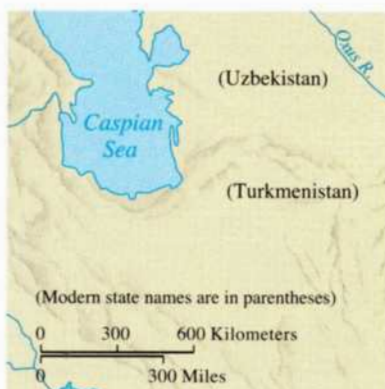 Oxus R.
(Uzbekistan)
Caspian
Sea
(Turkmenistan)
(Modern state names are in parentheses)
0 300 600 Kilometers
0 300 Miles